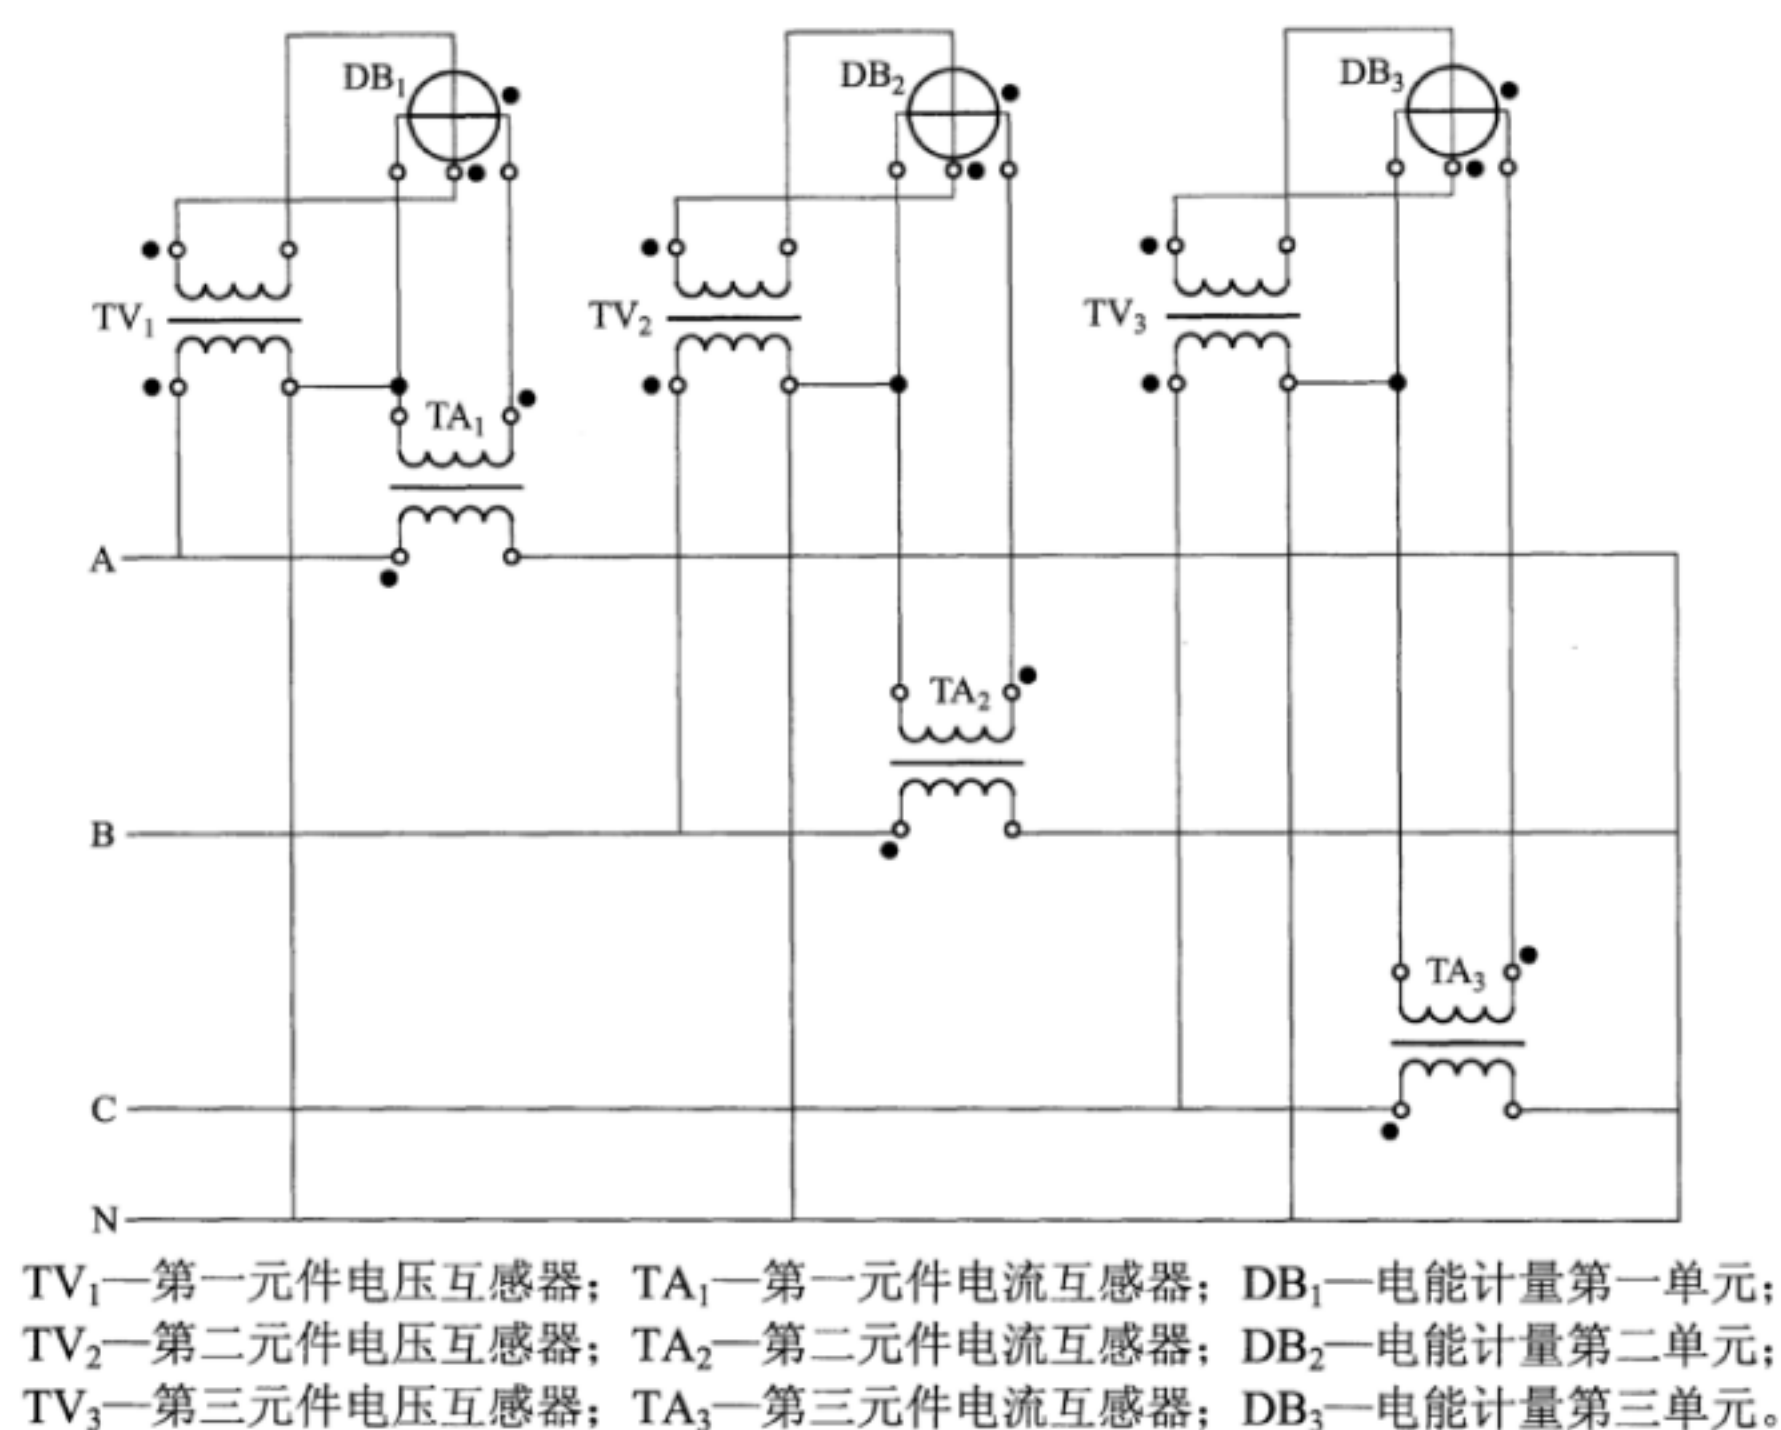 DB₁ DB₂ DB₃
TV₁ TV₂ TV₃
TA₁
A
TA₂
B
TA₃
C
N
TV₁—第一元件电压互感器；TA₁—第一元件电流互感器；DB₁—电能计量第一单元；
TV₂—第二元件电压互感器；TA₂—第二元件电流互感器；DB₂—电能计量第二单元；
TV₃—第三元件电压互感器；TA₃—第三元件电流互感器；DB₃—电能计量第三单元。